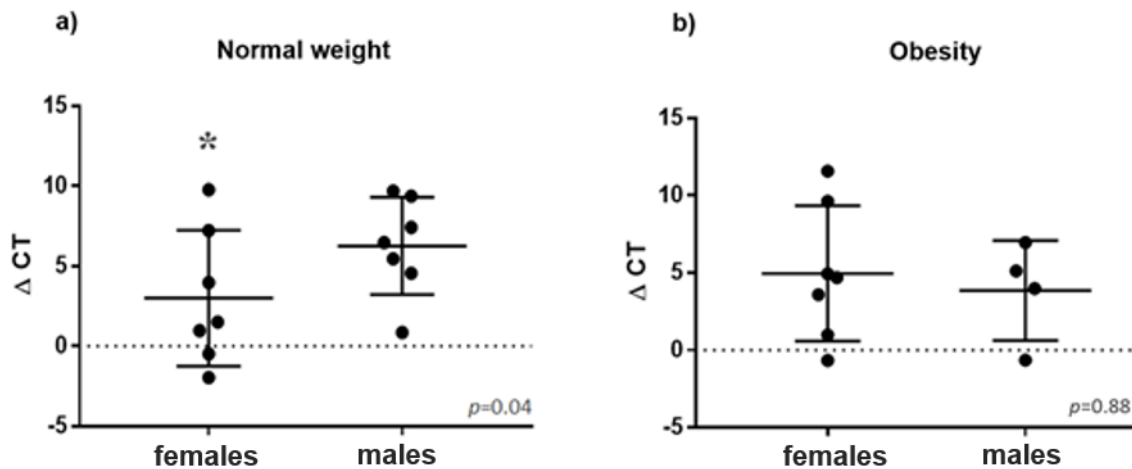 a)
Normal weight
Δ CT
15
10
5
0
-5
*
p=0.04
females
males
b)
Obesity
Δ CT
15
10
5
0
-5
p=0.88
females
males